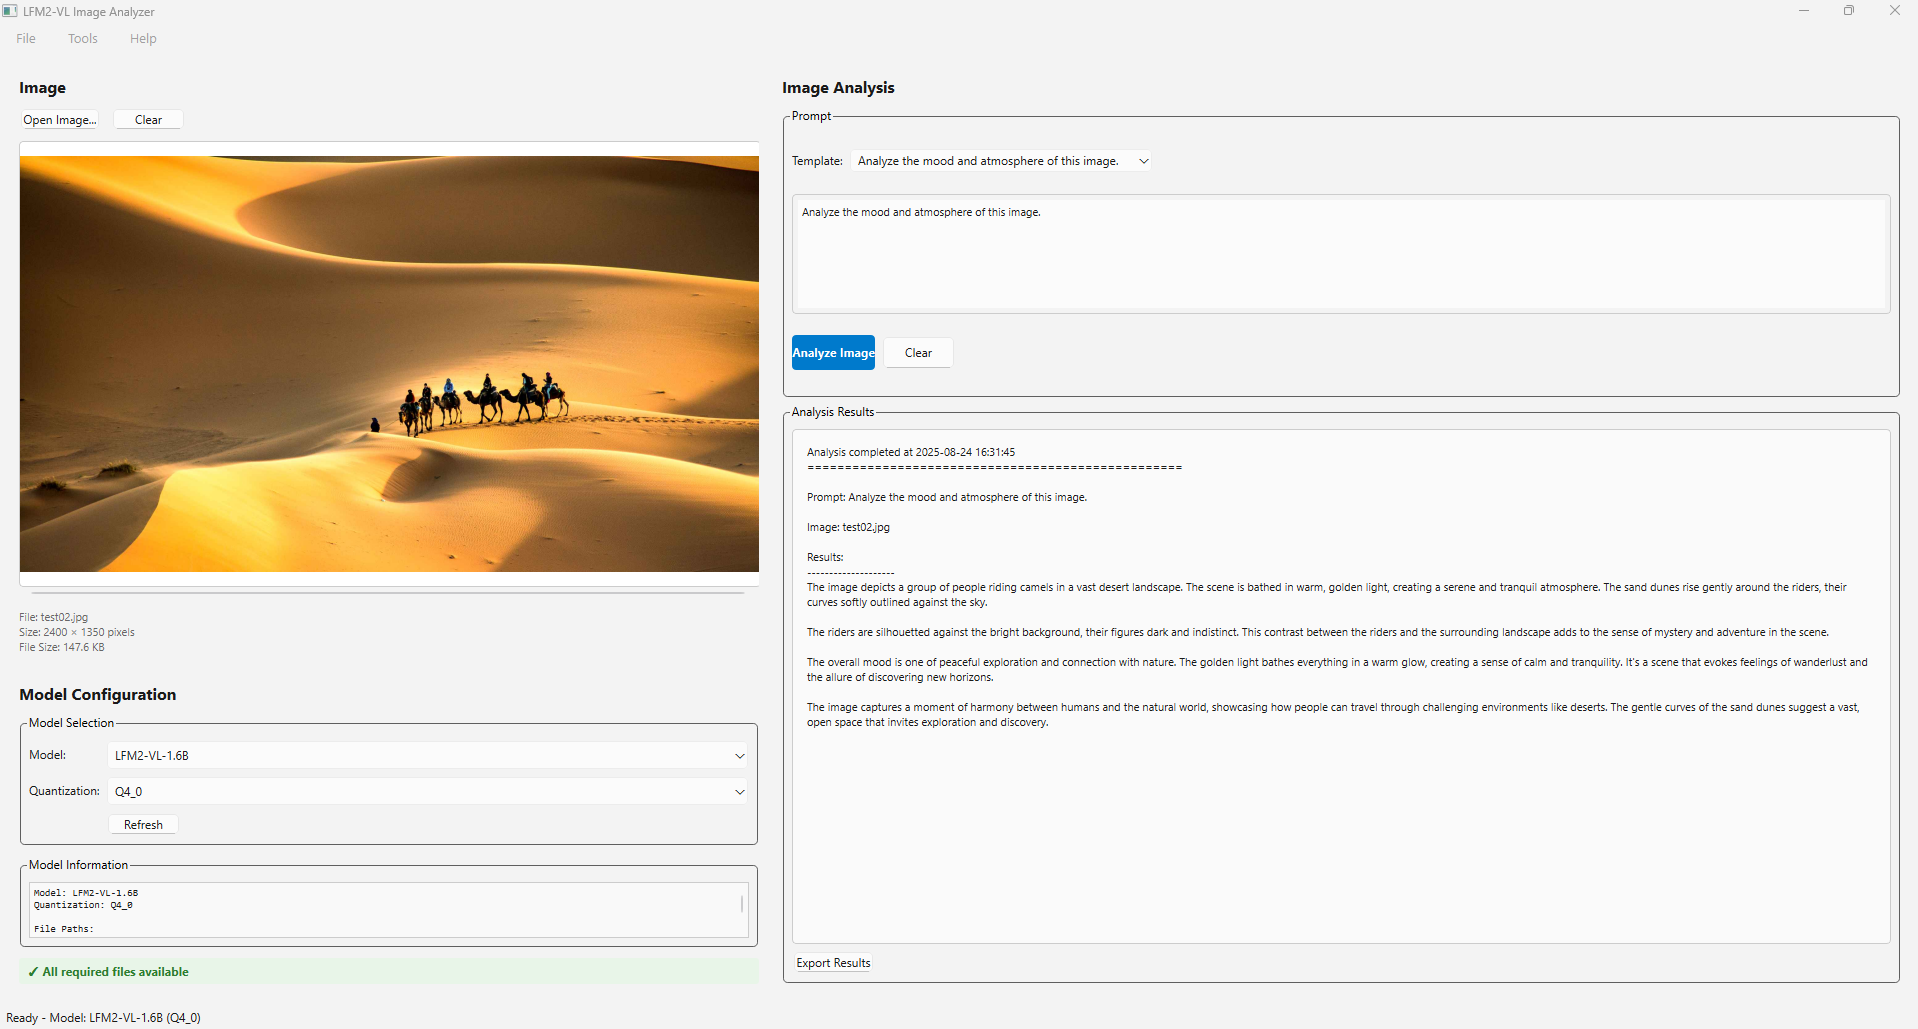 LFM2-VL Image Analyzer
File Tools Help
Image
Open Image... Clear
File: test02.jpg
Size: 2400 × 1350 pixels
File Size: 147.6 KB
Model Configuration
Model Selection
Model: LFM2-VL-1.6B
Quantization: Q4_0
Refresh
Model Information
Model: LFM2-VL-1.6B
Quantization: Q4_0
File Paths:
✓ All required files available
Image Analysis
Prompt
Template: Analyze the mood and atmosphere of this image.
Analyze the mood and atmosphere of this image.
Analyze Image Clear
Analysis Results
Analysis completed at 2025-08-24 16:31:45
==================================================
Prompt: Analyze the mood and atmosphere of this image.
Image: test02.jpg
Results:
--------------------
The image depicts a group of people riding camels in a vast desert landscape. The scene is bathed in warm, golden light, creating a serene and tranquil atmosphere. The sand dunes rise gently around the riders, their
curves softly outlined against the sky.
The riders are silhouetted against the bright background, their figures dark and indistinct. This contrast between the riders and the surrounding landscape adds to the sense of mystery and adventure in the scene.
The overall mood is one of peaceful exploration and connection with nature. The golden light bathes everything in a warm glow, creating a sense of calm and tranquility. It's a scene that evokes feelings of wanderlust and
the allure of discovering new horizons.
The image captures a moment of harmony between humans and the natural world, showcasing how people can travel through challenging environments like deserts. The gentle curves of the sand dunes suggest a vast,
open space that invites exploration and discovery.
Export Results
Ready - Model: LFM2-VL-1.6B (Q4_0)